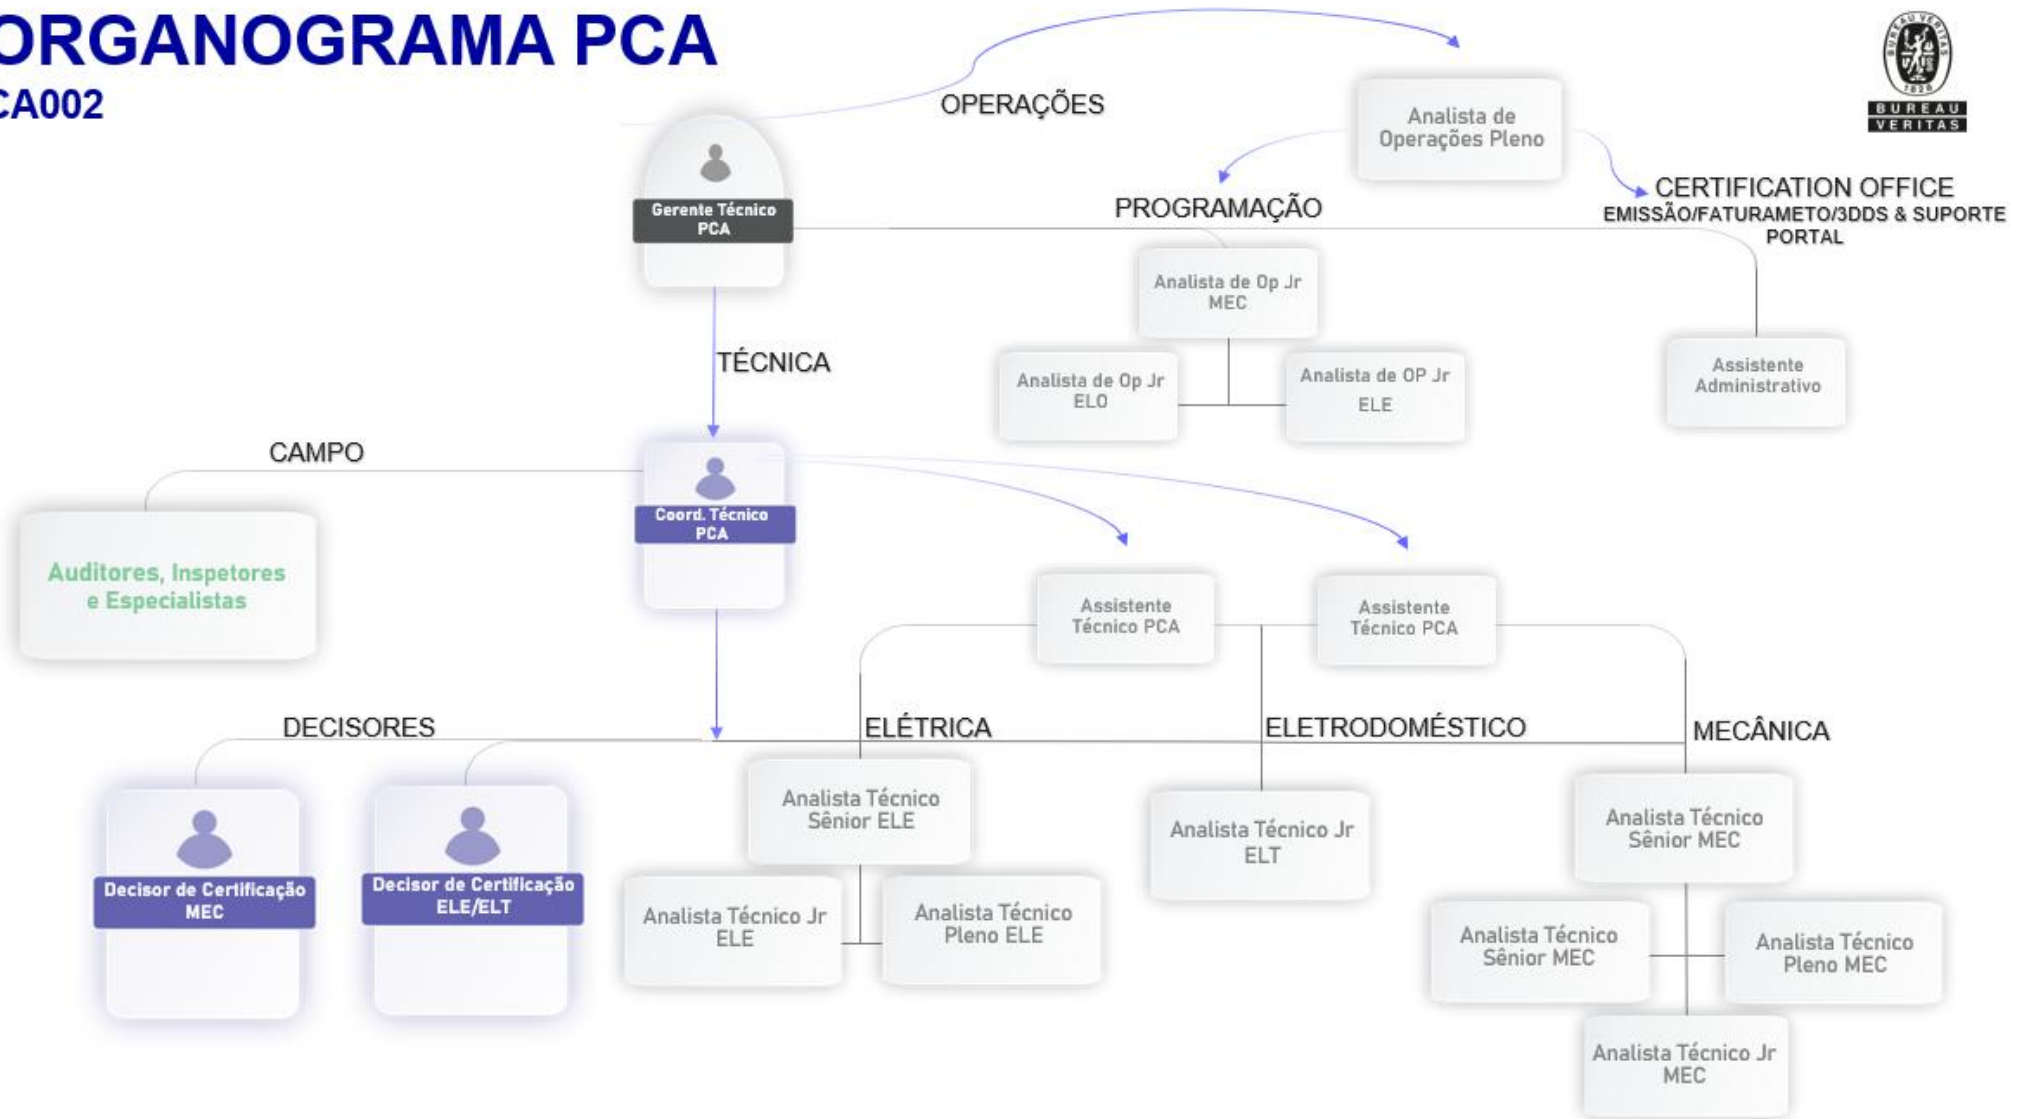 ORGANOGRAMA PCA
CA002
OPERAÇÕES
Analista de
Operações Pleno
BUREAU VERITAS
1828
BUREAU
VERITAS
Gerente Técnico
PCA
PROGRAMAÇÃO
CERTIFICATION OFFICE
EMISSÃO/FATURAMETO/3DDS & SUPORTE
PORTAL
Analista de Op Jr
MEC
TÉCNICA
Analista de Op Jr
ELO
Analista de OP Jr
ELE
Assistente
Administrativo
CAMPO
Coord. Técnico
PCA
Auditores, Inspetores
e Especialistas
Assistente
Técnico PCA
Assistente
Técnico PCA
DECISORES
ELÉTRICA
ELETRODOMÉSTICO
MECÂNICA
Decisor de Certificação
MEC
Decisor de Certificação
ELE/ELT
Analista Técnico
Sênior ELE
Analista Técnico Jr
ELE
Analista Técnico
Pleno ELE
Analista Técnico Jr
ELT
Analista Técnico
Sênior MEC
Analista Técnico
Sênior MEC
Analista Técnico
Pleno MEC
Analista Técnico Jr
MEC